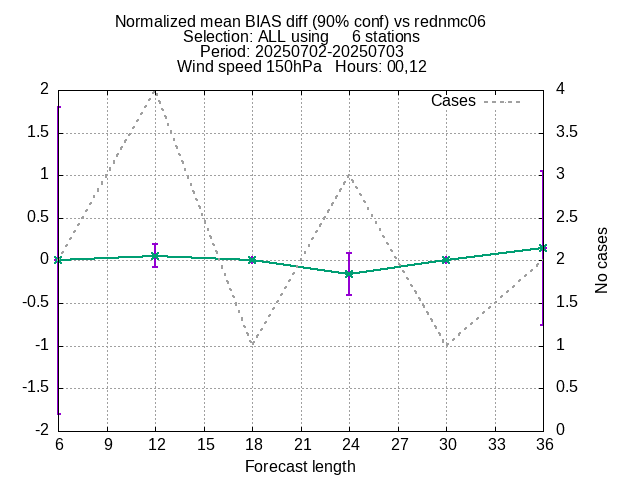 Normalized mean BIAS diff (90% conf) vs rednmc06
Selection: ALL using     6 stations
Period: 20250702-20250703
Wind speed 150hPa   Hours: 00,12
Cases
2
1.5
1
0.5
0
-0.5
-1
-1.5
-2
4
3.5
3
2.5
2
1.5
1
0.5
0
No cases
6 9 12 15 18 21 24 27 30 33 36
Forecast length